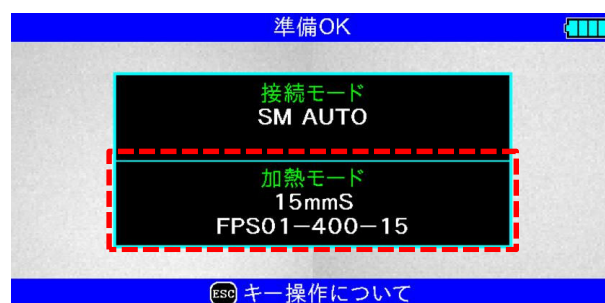 準備OK
接続モード
SM AUTO
加熱モード
15mmS
FPS01－400－15
ESC キー操作について